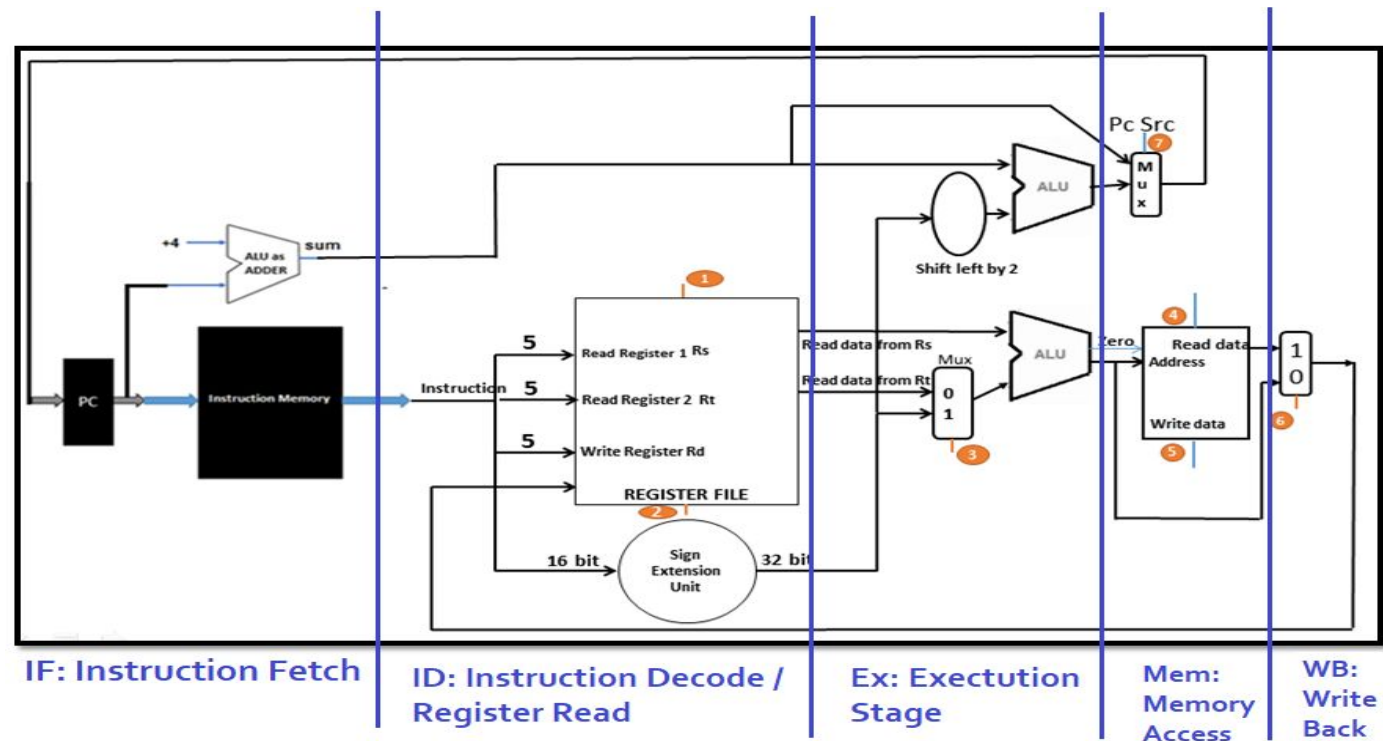 Pc Src
7
M
u
x
ALU
+4
sum
ALU as
ADDER
Shift left by 2
1
5
Read Register 1 Rs
Read data from Rs
ALU
Zero
4
Read data
Address
1
0
Mux
Read data from Rt
0
1
PC
Instruction Memory
Instruction
5
Read Register 2 Rt
5
Write Register Rd
Write data
3
5
6
REGISTER FILE
2
16 bit
Sign
Extension
Unit
32 bit
IF: Instruction Fetch
ID: Instruction Decode /
Register Read
Ex: Exectution
Stage
Mem:
Memory
Access
WB:
Write
Back